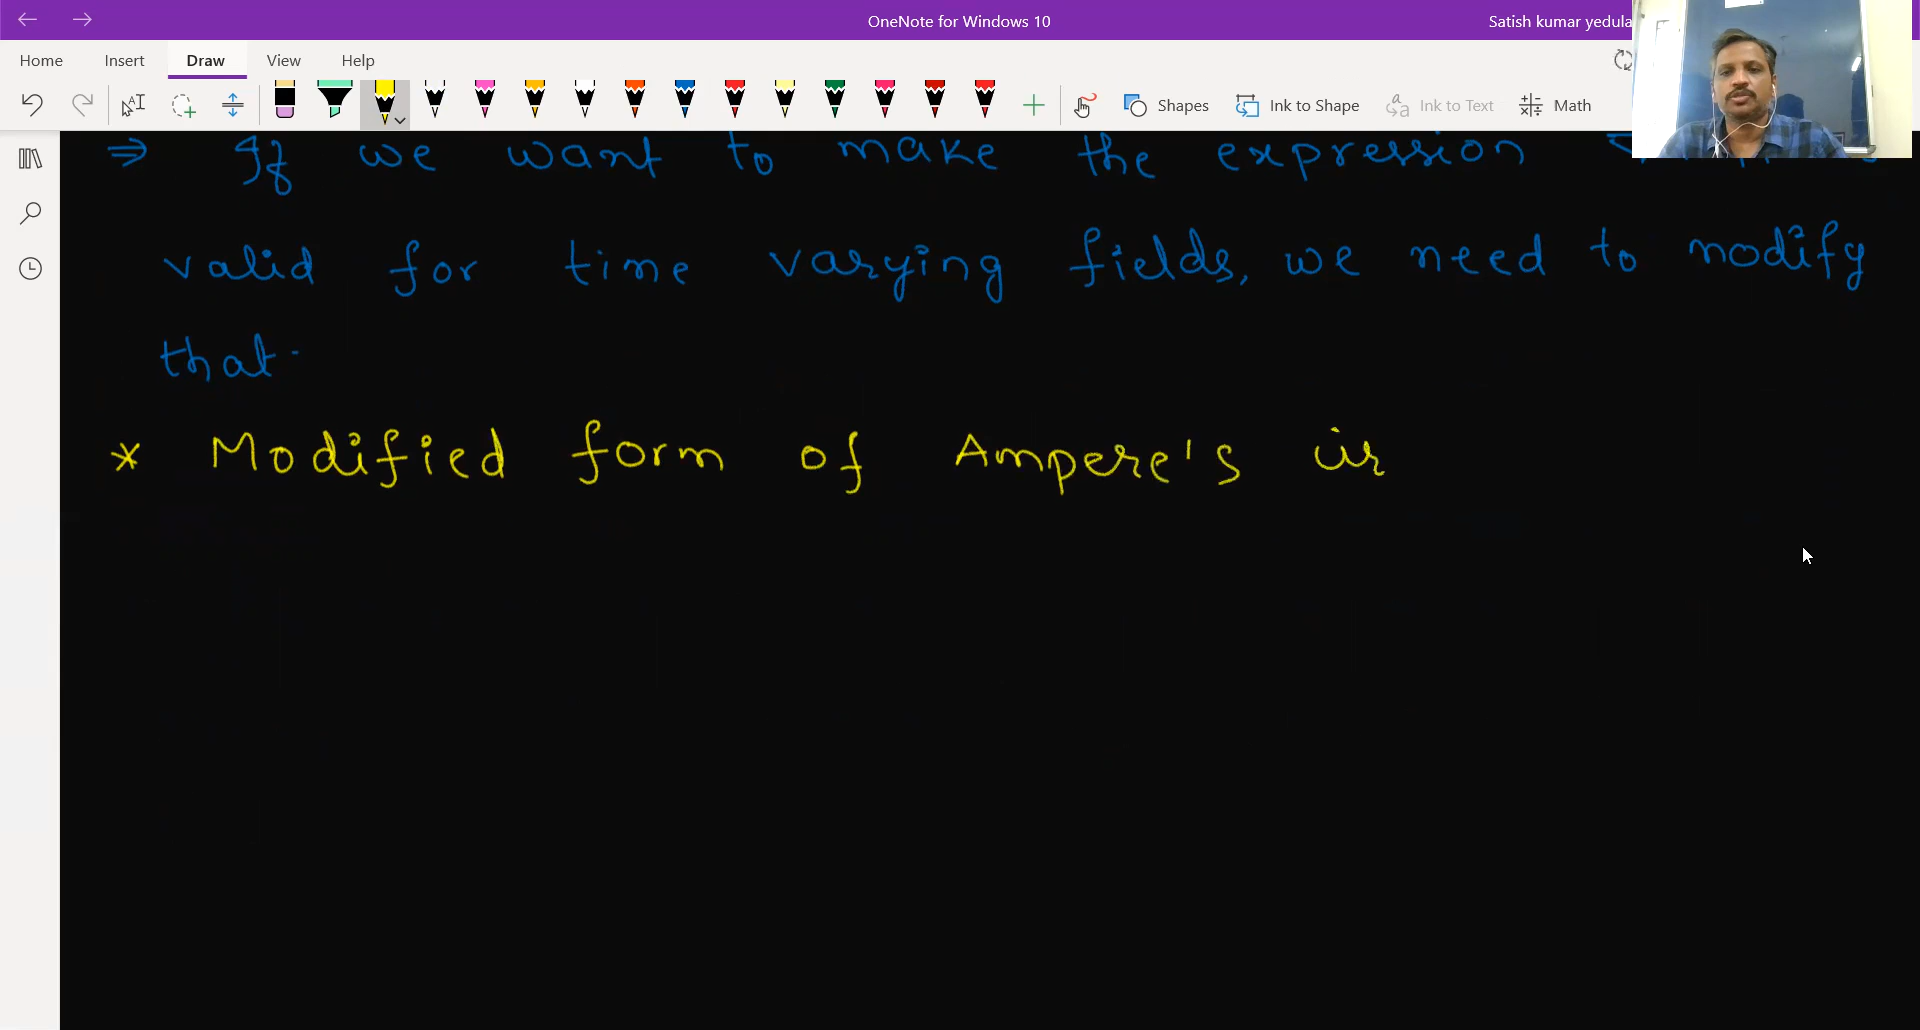 OneNote for Windows 10
Satish kumar yedula
Home Insert Draw View Help
Shapes Ink to Shape Ink to Text Math
⇒ If we want to make the expression
valid for time varying fields, we need to modify
that.
* Modified form of Ampere's